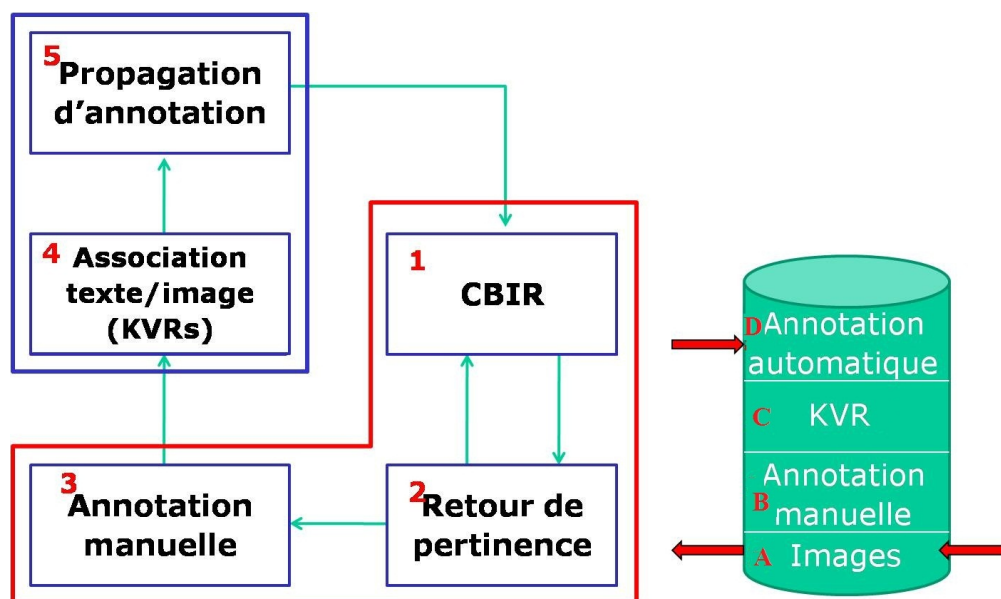 5
Propagation
d'annotation
4
Association
texte/image
(KVRs)
1
CBIR
3
Annotation
manuelle
2
Retour de
pertinence
D Annotation
automatique
C KVR
Annotation
B manuelle
A Images